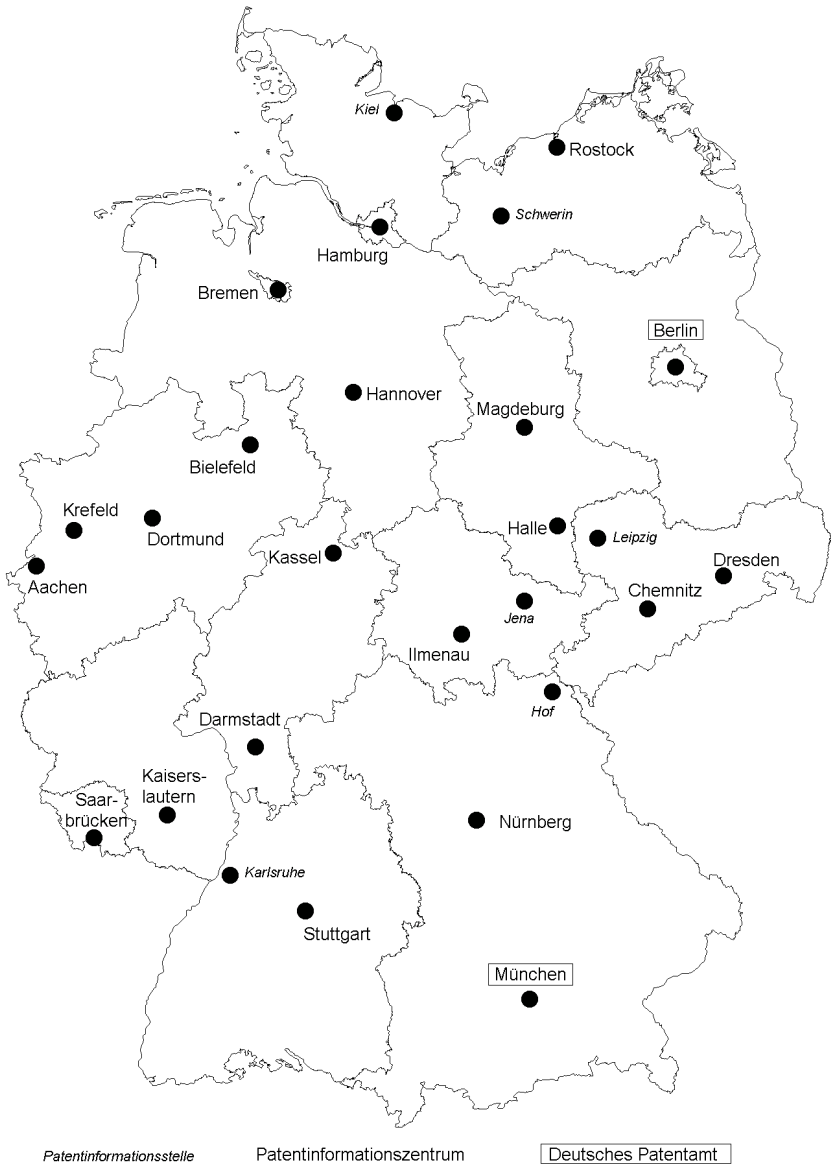 Kiel
Rostock
Schwerin
Hamburg
Bremen
Berlin
Hannover
Magdeburg
Bielefeld
Krefeld
Dortmund
Halle
Leipzig
Kassel
Dresden
Aachen
Chemnitz
Jena
Ilmenau
Hof
Darmstadt
Kaisers-
lautern
Saar-
brücken
Nürnberg
Karlsruhe
Stuttgart
München
Patentinformationsstelle
Patentinformationszentrum
Deutsches Patentamt